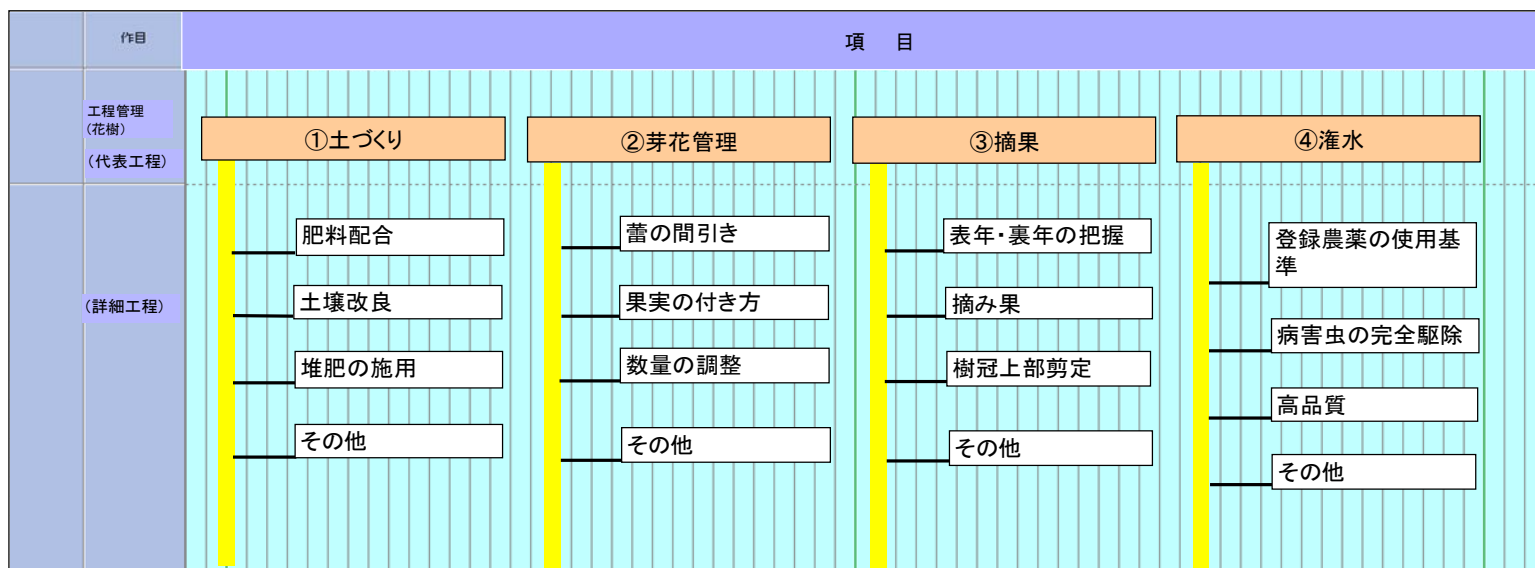 作目
項 目
工程管理
(花樹)
(代表工程)
①土づくり
②芽花管理
③摘果
④潅水
(詳細工程)
肥料配合
土壌改良
堆肥の施用
その他
蕾の間引き
果実の付き方
数量の調整
その他
表年・裏年の把握
摘み果
樹冠上部剪定
その他
登録農薬の使用基
準
病害虫の完全駆除
高品質
その他